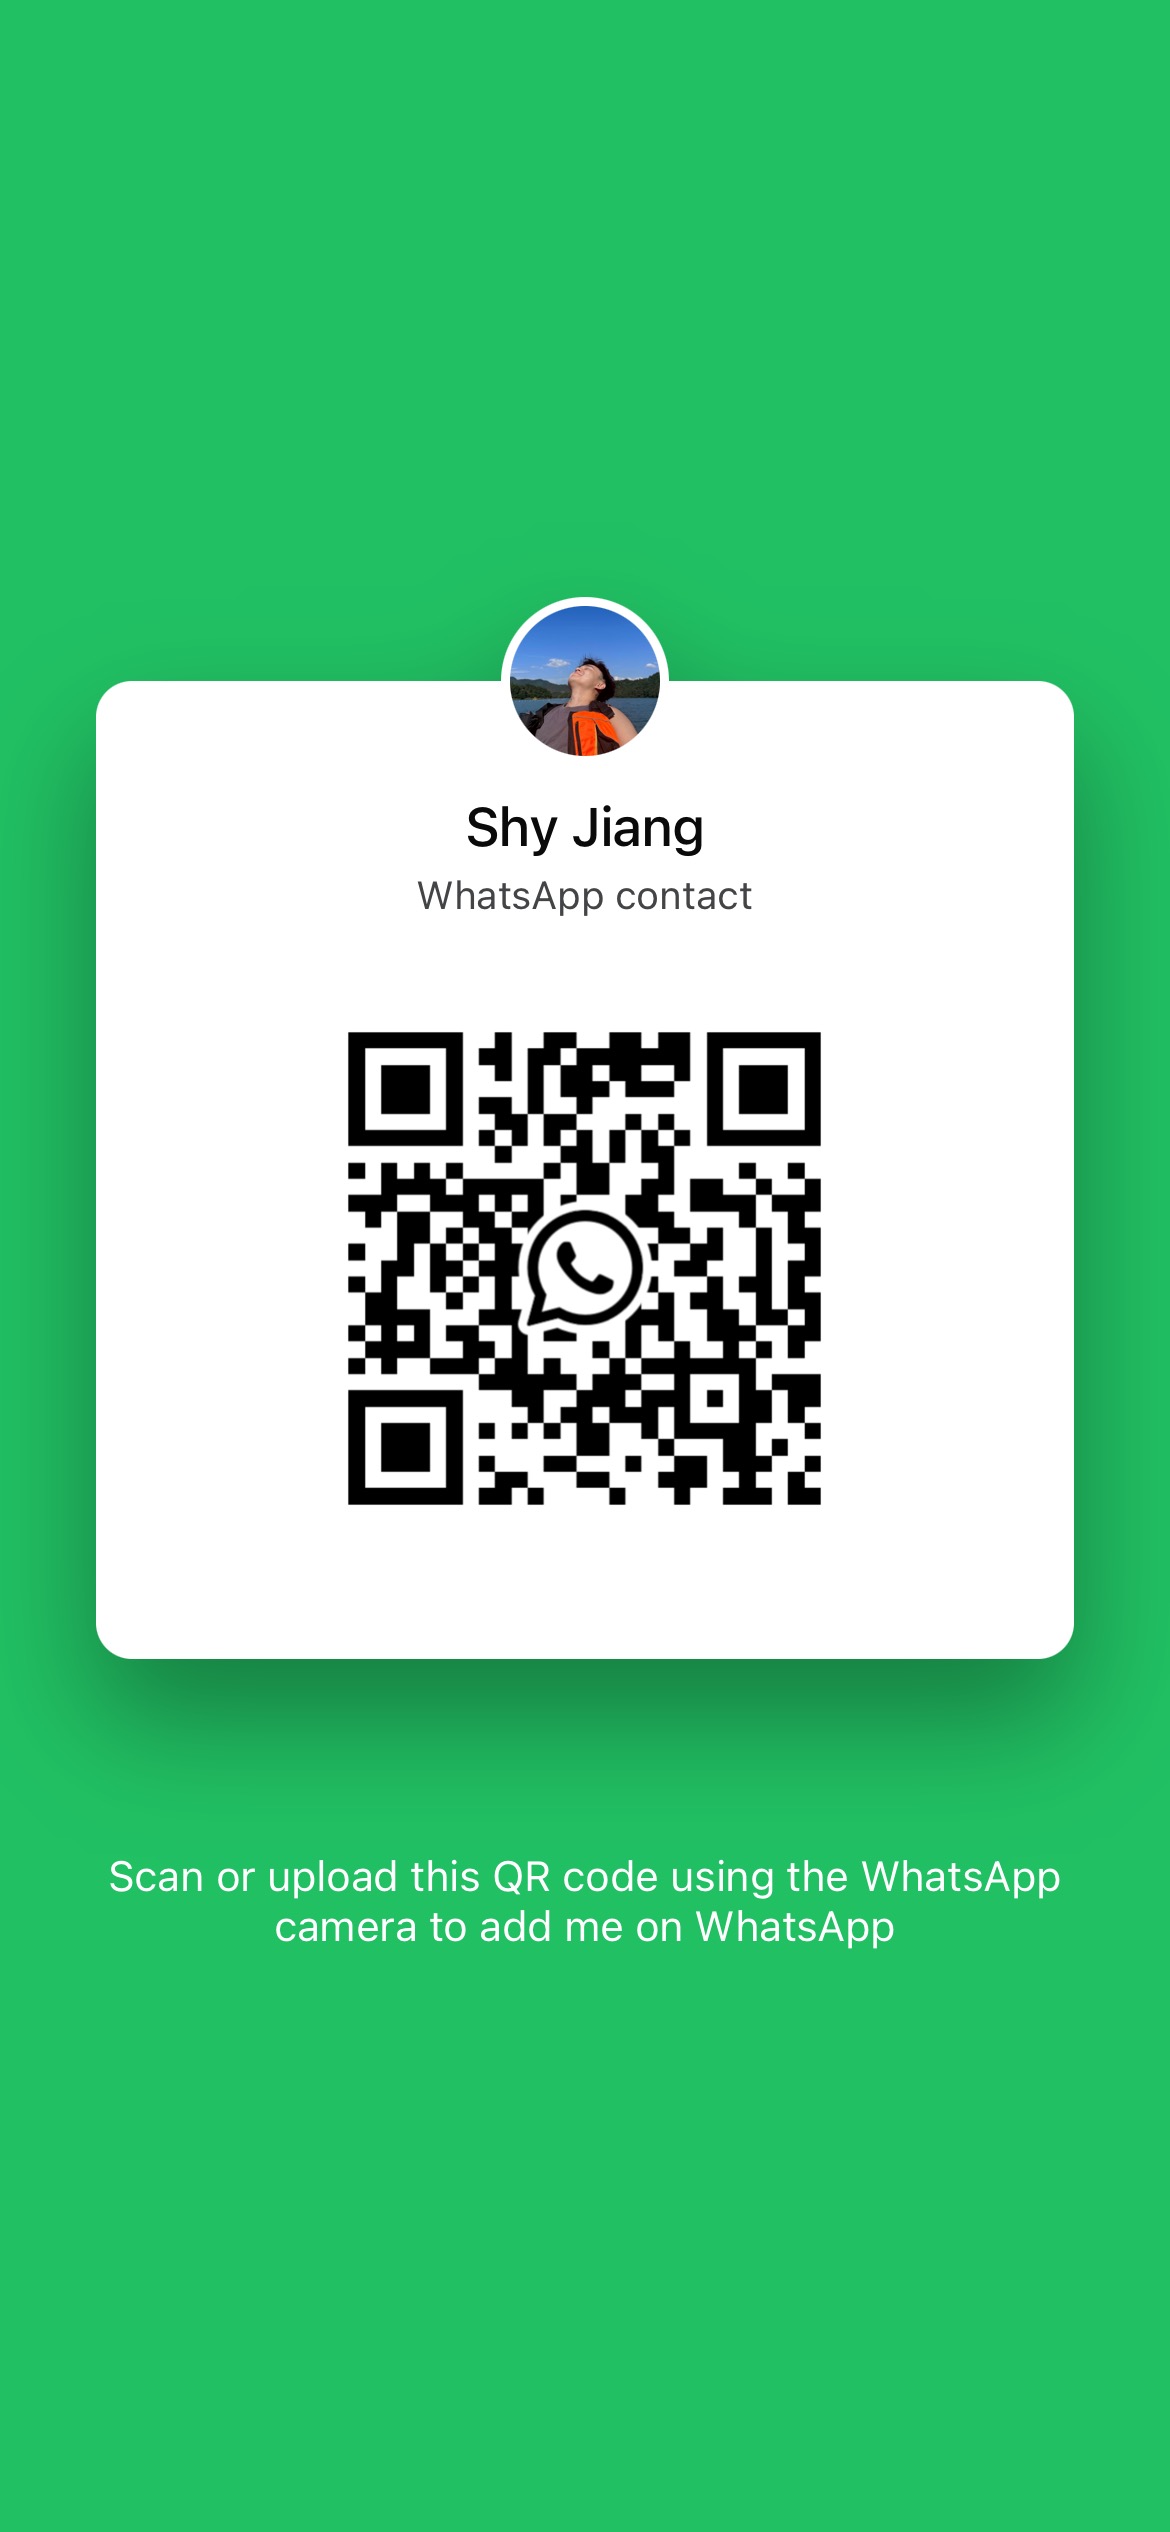 Shy Jiang
WhatsApp contact
Scan or upload this QR code using the WhatsApp
camera to add me on WhatsApp